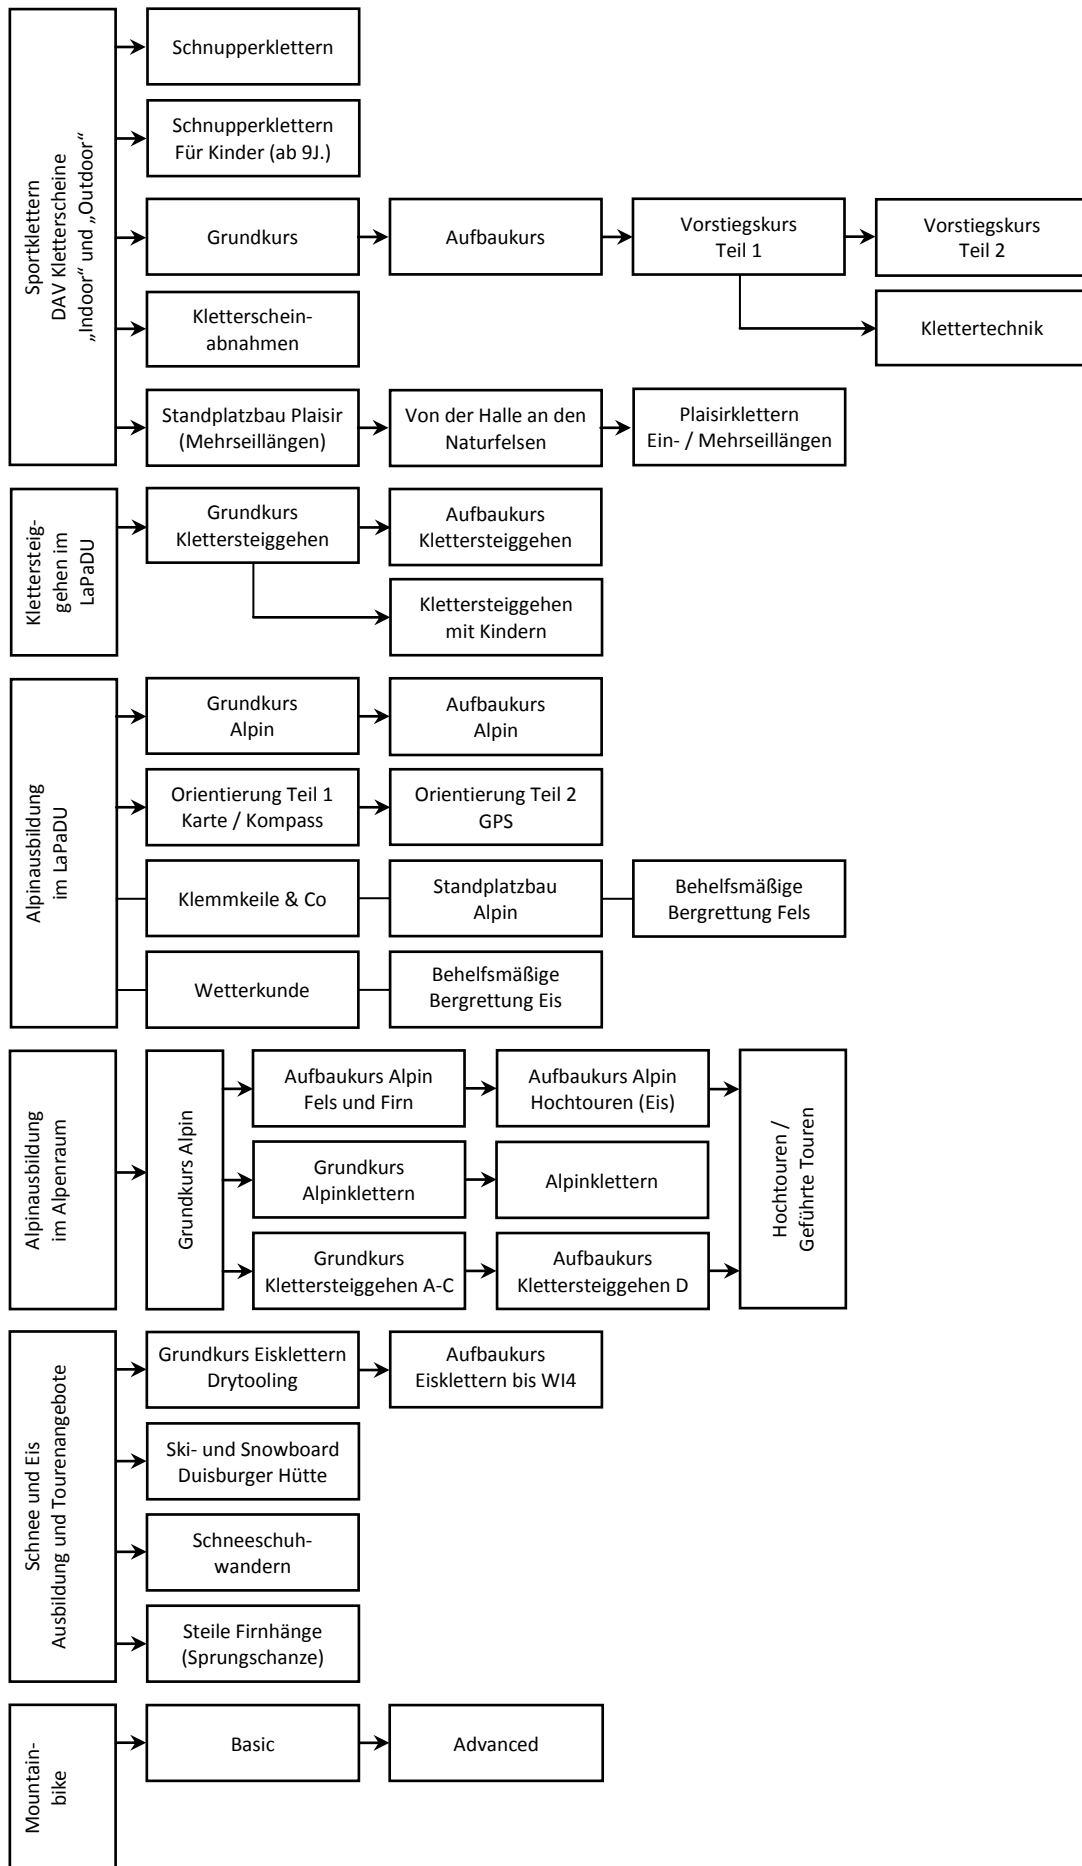 Sportklettern
DAV Kletterscheine
„Indoor“ und „Outdoor“
Schnupperklettern
Schnupperklettern
Für Kinder (ab 9J.)
Grundkurs
Aufbaukurs
Vorstiegskurs
Teil 1
Vorstiegskurs
Teil 2
Kletterschein-
abnahmen
Klettertechnik
Standplatzbau Plaisir
(Mehrseillängen)
Von der Halle an den
Naturfelsen
Plaisirklettern
Ein- / Mehrseillängen
Klettersteig-
gehen im
LaPaDU
Grundkurs
Klettersteiggehen
Aufbaukurs
Klettersteiggehen
Klettersteiggehen
mit Kindern
Alpinausbildung
im LaPaDU
Grundkurs
Alpin
Aufbaukurs
Alpin
Orientierung Teil 1
Karte / Kompass
Orientierung Teil 2
GPS
Klemmkeile & Co
Standplatzbau
Alpin
Behelfsmäßige
Bergrettung Fels
Wetterkunde
Behelfsmäßige
Bergrettung Eis
Alpinausbildung
im Alpenraum
Grundkurs Alpin
Aufbaukurs Alpin
Fels und Firn
Aufbaukurs Alpin
Hochtouren (Eis)
Grundkurs
Alpinklettern
Alpinklettern
Grundkurs
Klettersteiggehen A-C
Aufbaukurs
Klettersteiggehen D
Hochtouren /
Geführte Touren
Schnee und Eis
Ausbildung und Tourenangebote
Grundkurs Eisklettern
Drytooling
Aufbaukurs
Eisklettern bis WI4
Ski- und Snowboard
Duisburger Hütte
Schneeschuh-
wandern
Steile Firnhänge
(Sprungschanze)
Mountain-
bike
Basic
Advanced